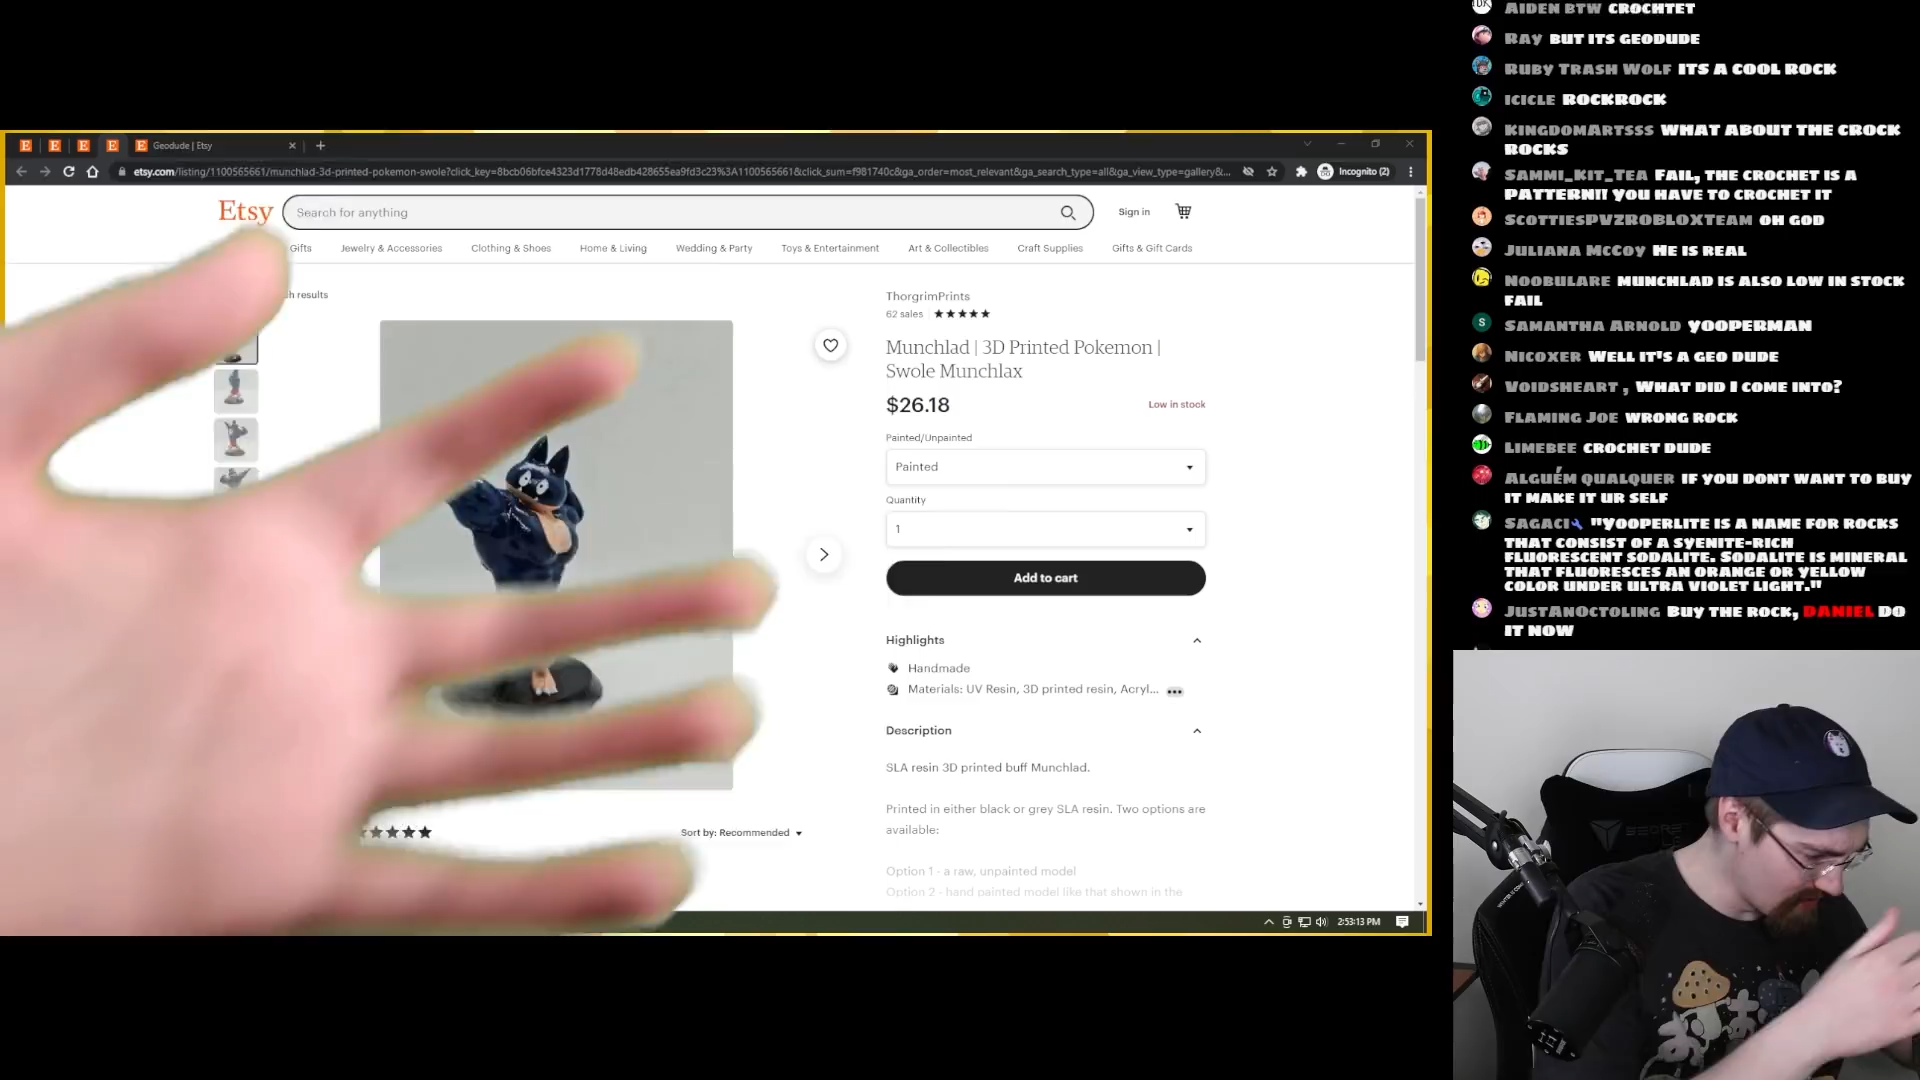 Geodude | Etsy
etsy.com/listing/1100565661/munchlad-3d-printed-pokemon-swole?click_key=8bcb06bfce4323d1778d48edb428655ea9fd3c23%3A1100565661&click_sum=f981740c&ga_order=most_relevant&ga_search_type=all&ga_view_type=gallery&...
Incognito (2)
Etsy
Search for anything
Sign in
Gifts
Jewelry & Accessories
Clothing & Shoes
Home & Living
Wedding & Party
Toys & Entertainment
Art & Collectibles
Craft Supplies
Gifts & Gift Cards
results
ThorgrimPrints
62 sales ★★★★★
Munchlad | 3D Printed Pokemon |
Swole Munchlax
$26.18
Low in stock
Painted/Unpainted
Painted
Quantity
1
Add to cart
Highlights
Handmade
Materials: UV Resin, 3D printed resin, Acryl...
Description
SLA resin 3D printed buff Munchlad.
Printed in either black or grey SLA resin. Two options are
available:
Option 1 - a raw, unpainted model
Option 2 - hand painted model like that shown in the
Sort by: Recommended
2:53:13 PM
AIDEN BTW CROCHTET
RAY BUT ITS GEODUDE
RUBY TRASH WOLF ITS A COOL ROCK
ICICLE ROCKROCK
KINGDOMARTSSS WHAT ABOUT THE CROCK
ROCKS
SAMMI_KIT_TEA FAIL, THE CROCHET IS A
PATTERN!! YOU HAVE TO CROCHET IT
SCOTTIESPVZROBLOXTEAM OH GOD
JULIANA MCCOY HE IS REAL
NOOBULARE MUNCHLAD IS ALSO LOW IN STOCK
FAIL
SAMANTHA ARNOLD YOOPERMAN
NICOXER WELL IT'S A GEO DUDE
VOIDSHEART , WHAT DID I COME INTO?
FLAMING JOE WRONG ROCK
LIMEBEE CROCHET DUDE
ALGUÉM QUALQUER IF YOU DONT WANT TO BUY
IT MAKE IT UR SELF
SAGACI "YOOPERLITE IS A NAME FOR ROCKS
THAT CONSIST OF A SYENITE-RICH
FLUORESCENT SODALITE. SODALITE IS MINERAL
THAT FLUORESCES AN ORANGE OR YELLOW
COLOR UNDER ULTRA VIOLET LIGHT."
JUSTANOCTOLING BUY THE ROCK, DANIEL DO
IT NOW